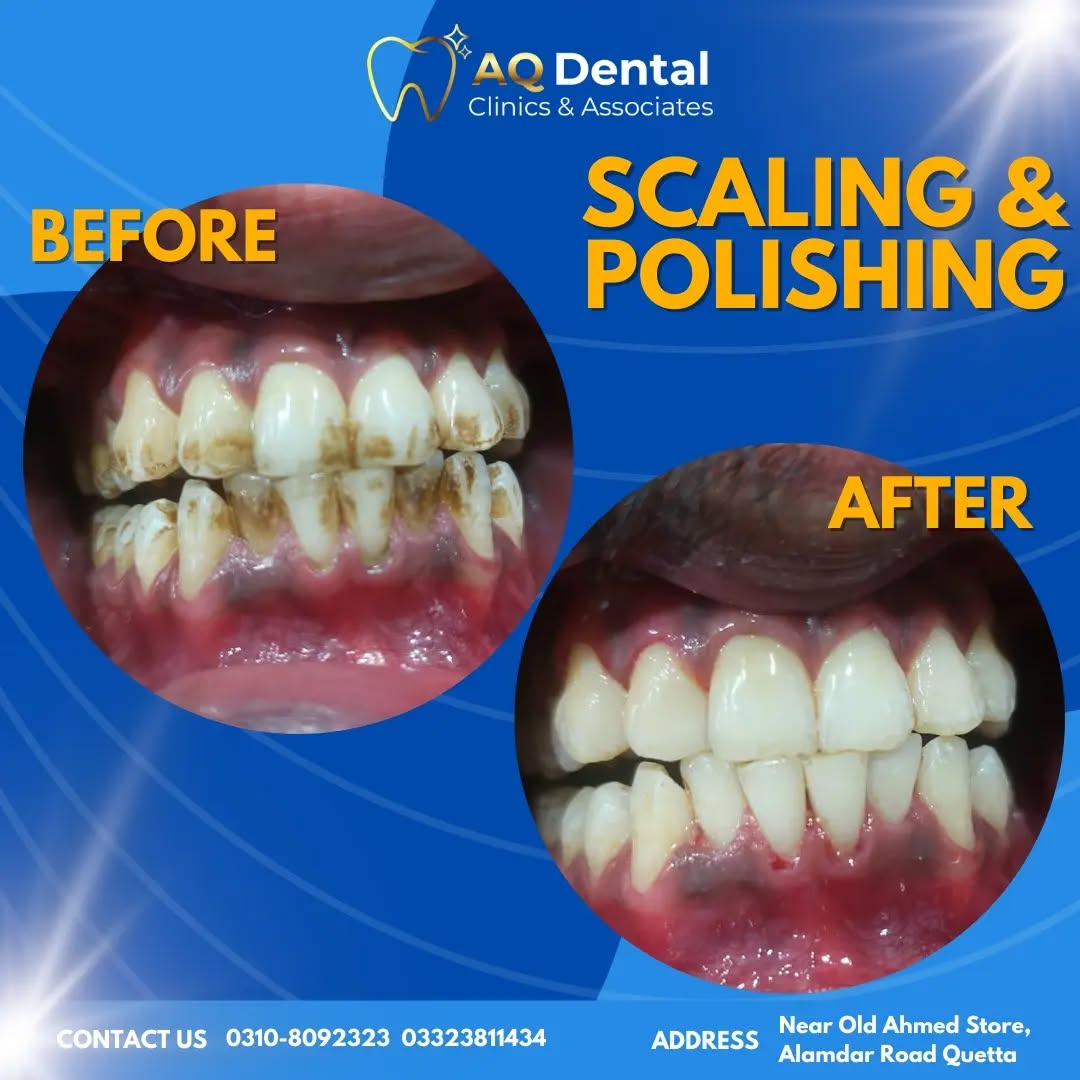 AQ Dental
Clinics & Associates
SCALING &
POLISHING
BEFORE
AFTER
CONTACT US 0310-8092323 03323811434
ADDRESS Near Old Ahmed Store,
Alamdar Road Quetta